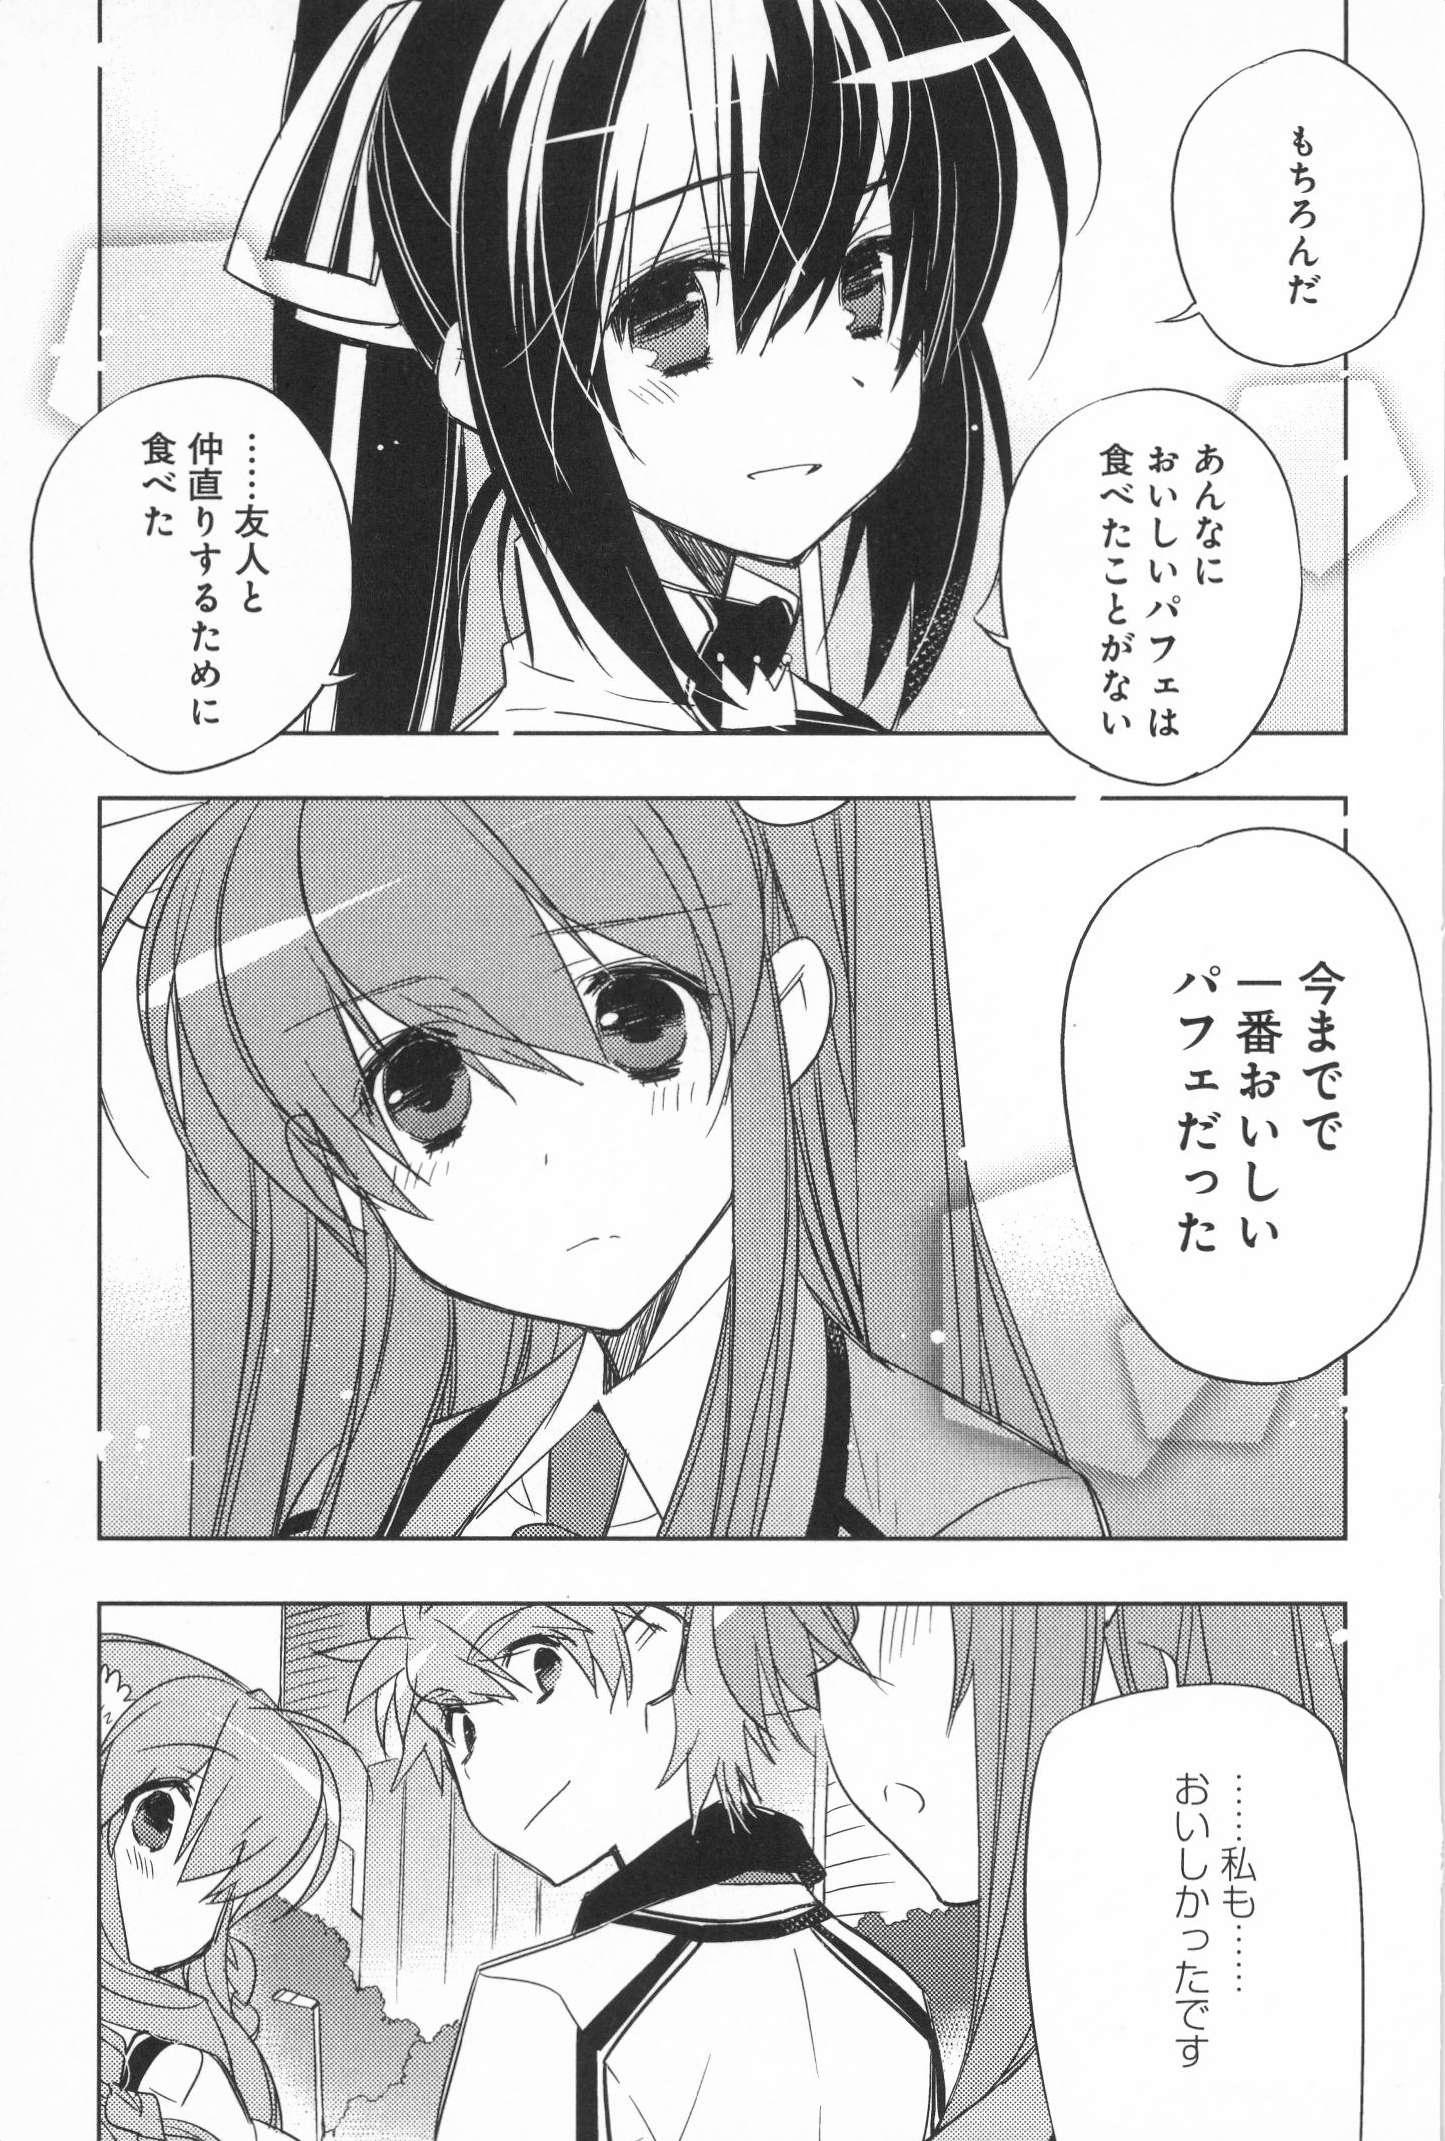 もちろんだ
あんなに
おいしいパフェは
食べたことがない
……友人と
仲直りするために
食べた
今までで
一番おいしい
パフェだった
……私も……
おいしかったです